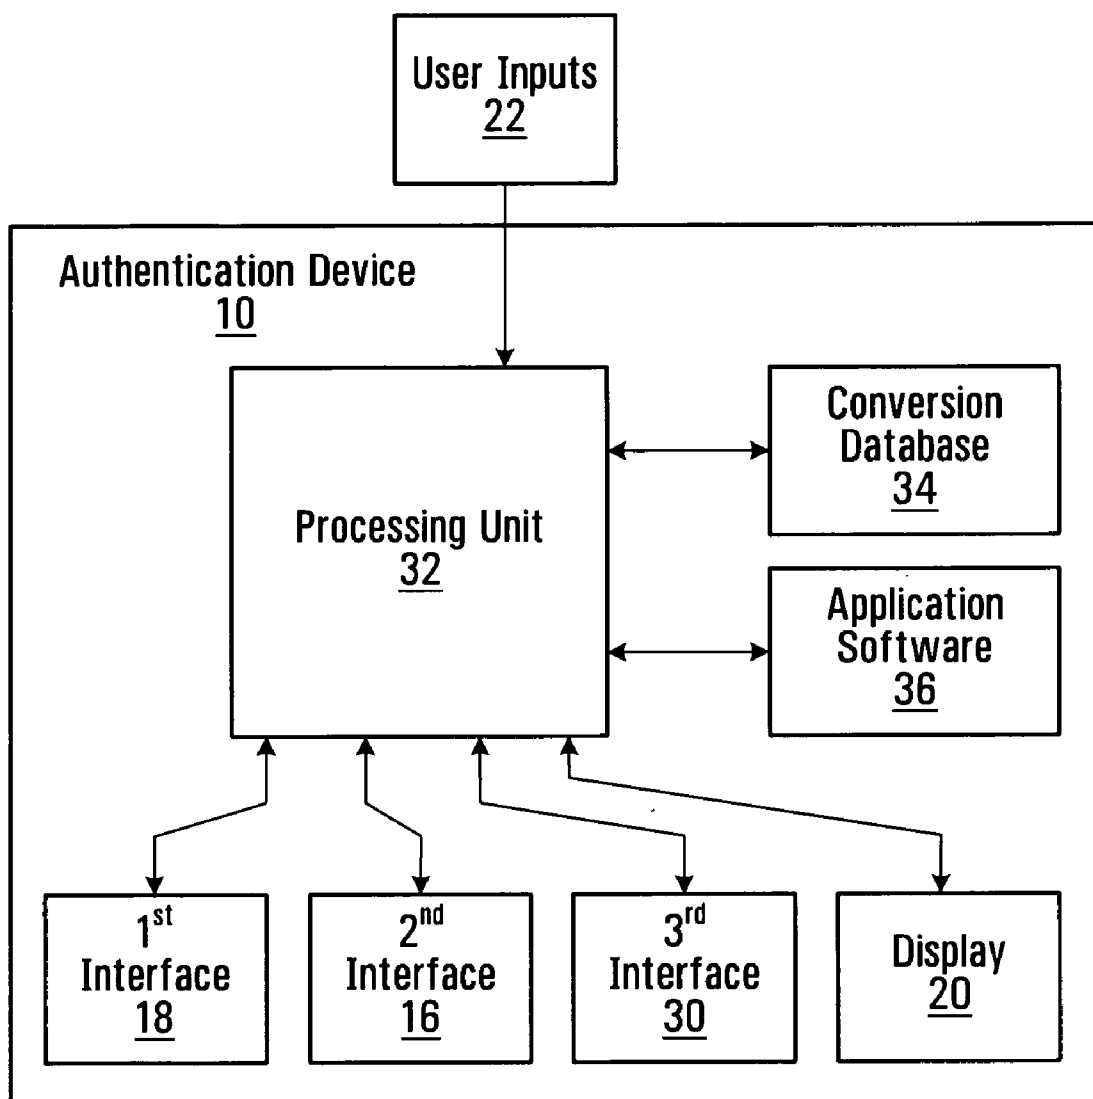 User Inputs
22
Authentication Device
10
Processing Unit
32
Conversion
Database
34
Application
Software
36
1st
Interface
18
2nd
Interface
16
3rd
Interface
30
Display
20